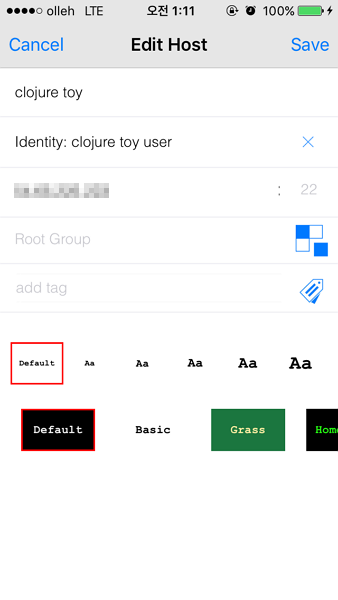 olleh LTE 오전 1:11 100%
Cancel Edit Host Save
clojure toy
Identity: clojure toy user
: 22
Root Group
add tag
Default Aa Aa Aa Aa Aa
Default Basic Grass Home